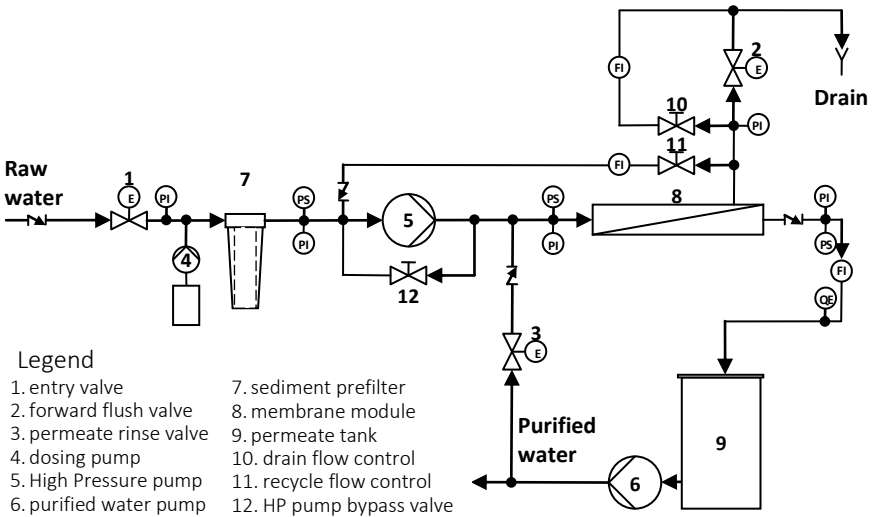 2
E
FI
10
Drain
PI
11
FI
Raw
water
1
E
PI
7
PS
PI
5
PS
PI
8
PI
PS
4
12
FI
QE
3
E
Legend
1. entry valve
2. forward flush valve
3. permeate rinse valve
4. dosing pump
5. High Pressure pump
6. purified water pump
7. sediment prefilter
8. membrane module
9. permeate tank
10. drain flow control
11. recycle flow control
12. HP pump bypass valve
Purified
water
6
9